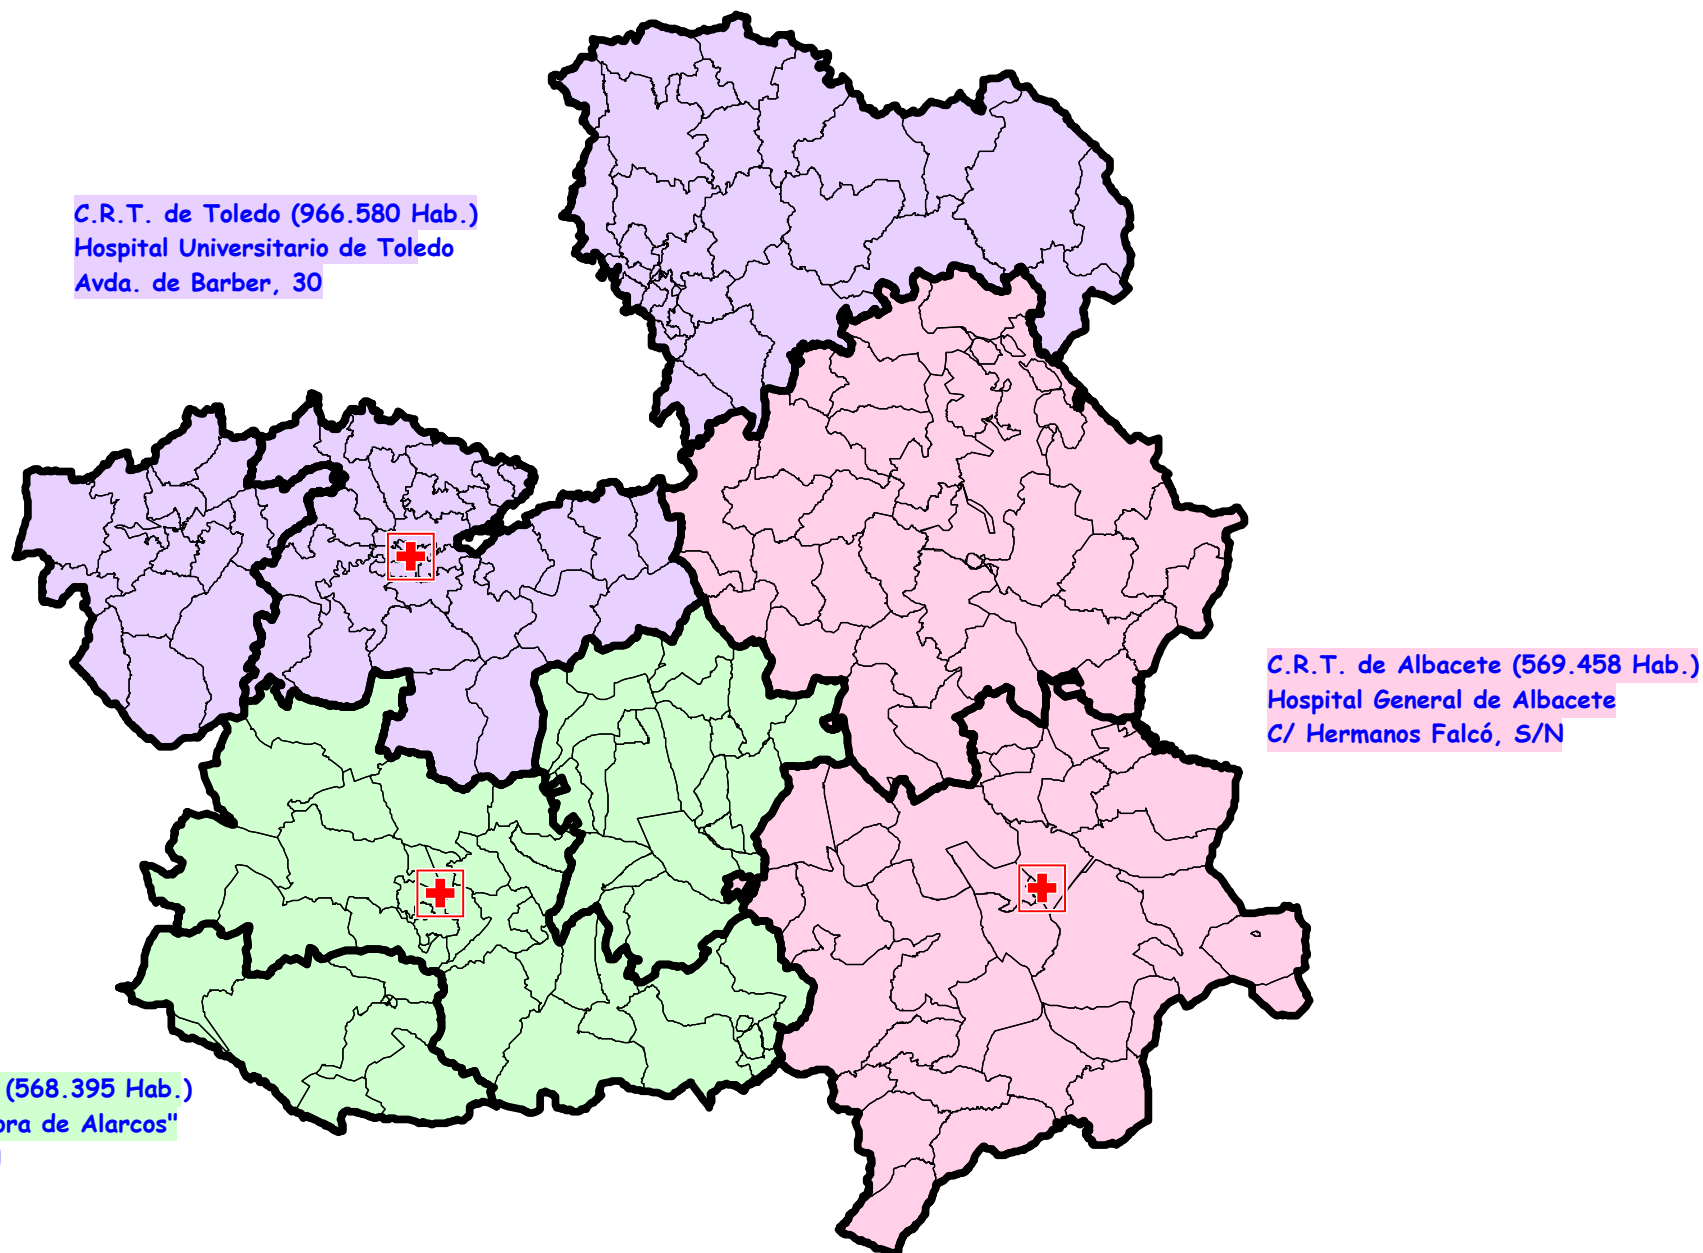 C.R.T. de Toledo (966.580 Hab.)
Hospital Universitario de Toledo
Avda. de Barber, 30
C.R.T. de Albacete (569.458 Hab.)
Hospital General de Albacete
C/ Hermanos Falcó, S/N
(568.395 Hab.)
de Alarcos"